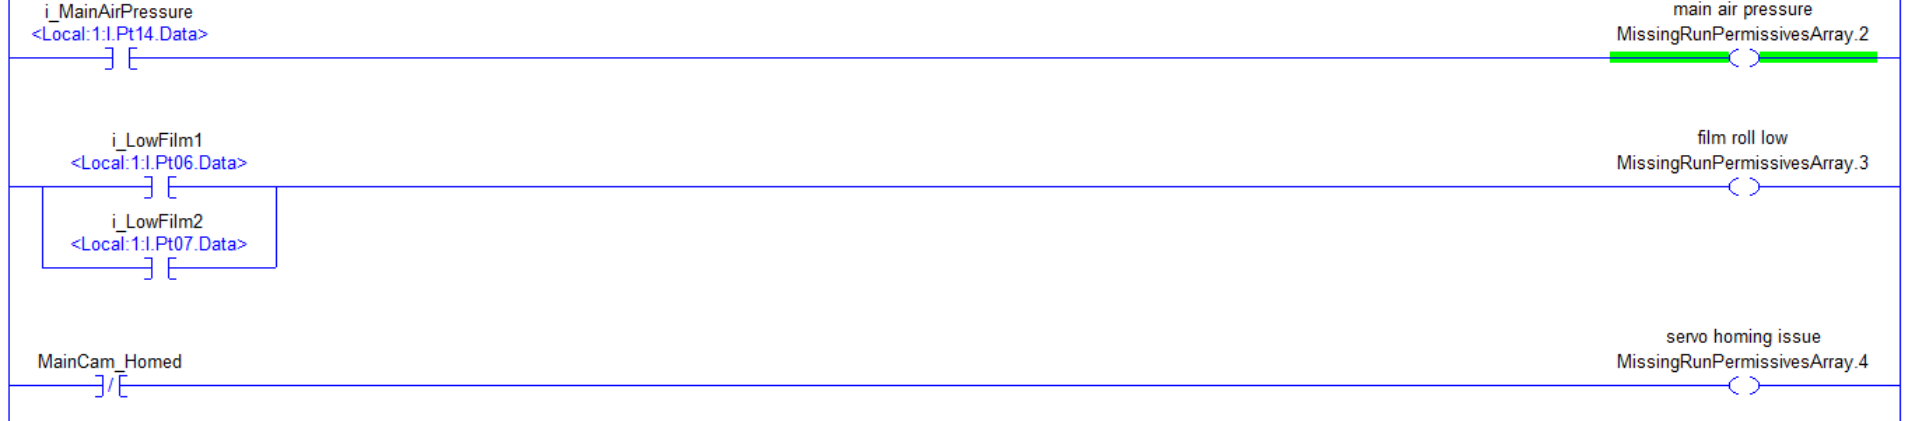 i_MainAirPressure
<Local:1:I.Pt14.Data>
main air pressure
MissingRunPermissivesArray.2
i_LowFilm1
<Local:1:I.Pt06.Data>
film roll low
MissingRunPermissivesArray.3
i_LowFilm2
<Local:1:I.Pt07.Data>
MainCam_Homed
servo homing issue
MissingRunPermissivesArray.4